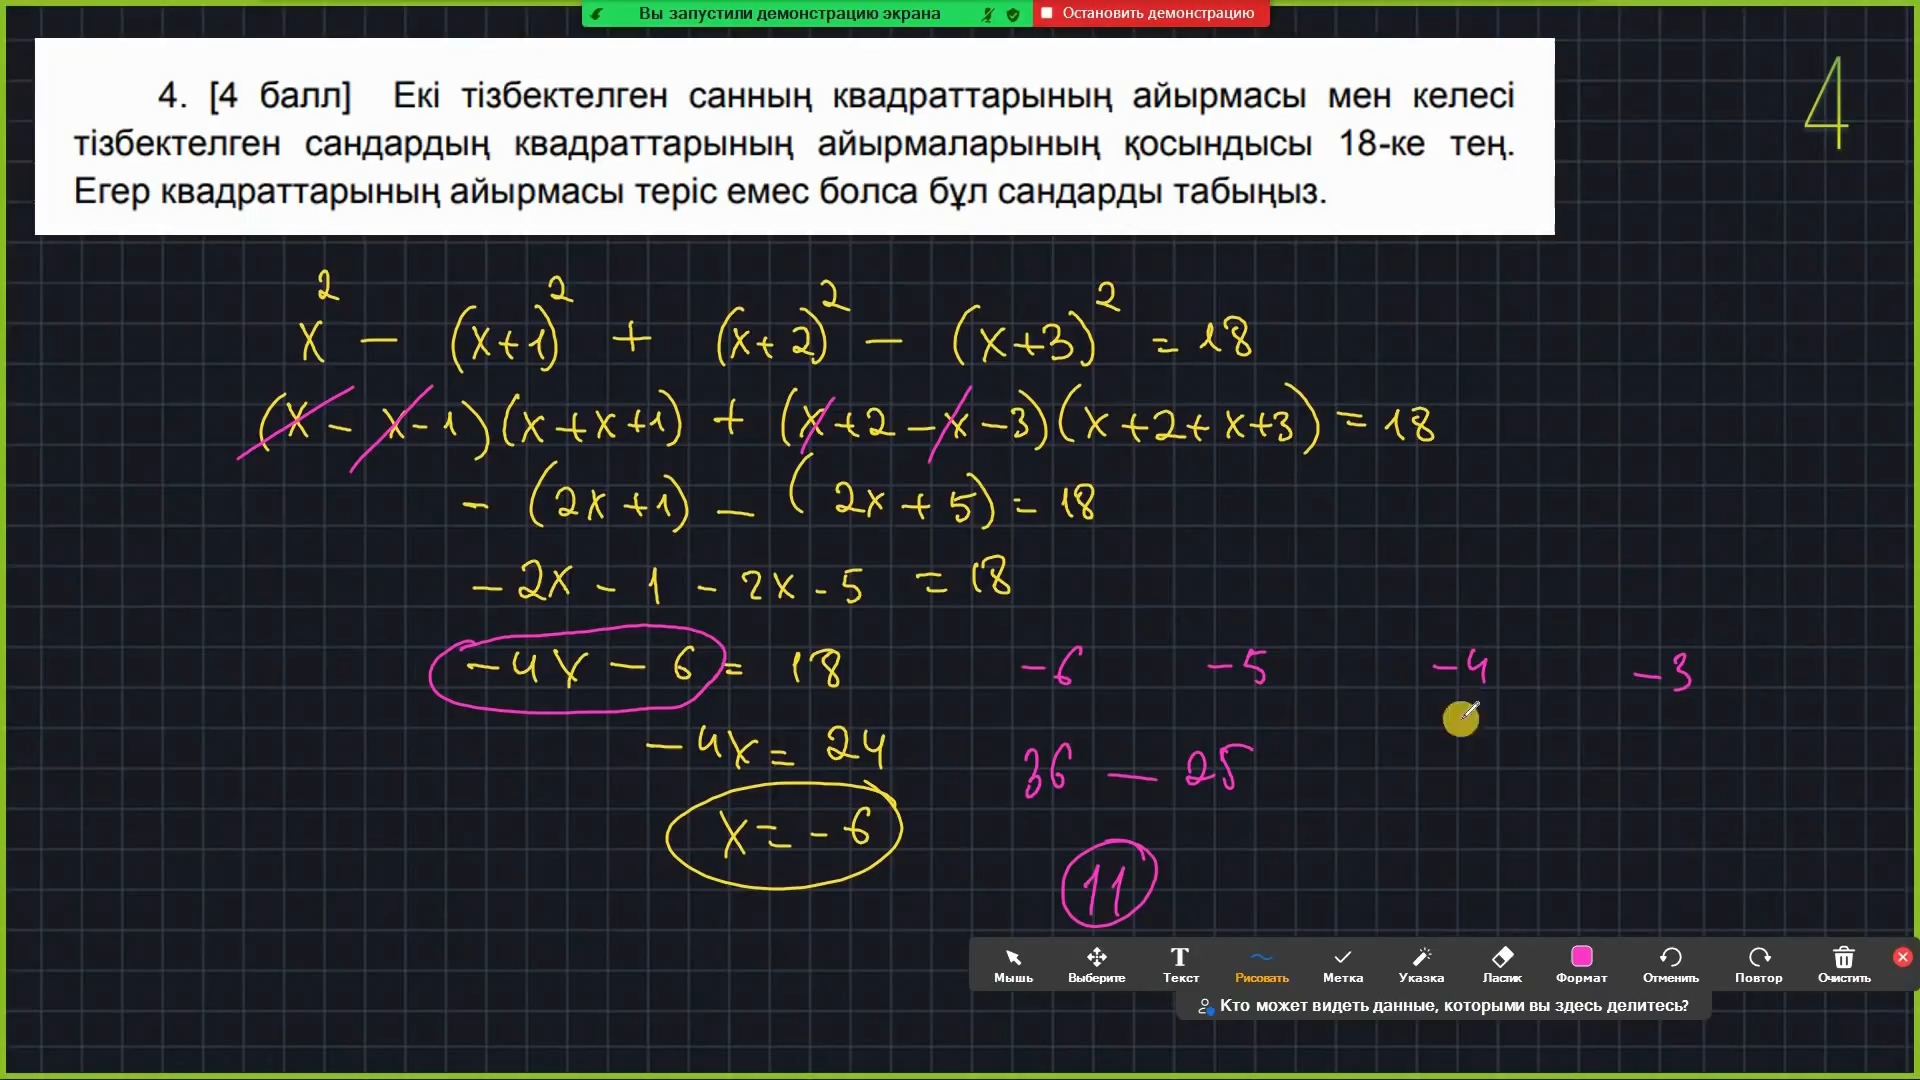 Вы запустили демонстрацию экрана
Остановить демонстрацию
4. [4 балл] Екі тізбектелген санның квадраттарының айырмасы мен келесі
тізбектелген сандардың квадраттарының айырмаларының қосындысы 18-ке тең.
Егер квадраттарының айырмасы теріс емес болса бұл сандарды табыңыз.
4
x² - (x+1)² + (x+2)² - (x+3)² = 18
(x - x - 1)(x+x+1) + (x+2-x-3)(x+2+x+3) = 18
- (2x+1) - (2x+5) = 18
- 2x - 1 - 2x - 5 = 18
-4x - 6 = 18
-6 -5 -4 -3
-4x = 24
36 - 25
x = -6
11
Мышь Выберите Текст Рисовать Метка Указка Ластик Формат Отменить Повтор Очистить
Кто может видеть данные, которыми вы здесь делитесь?